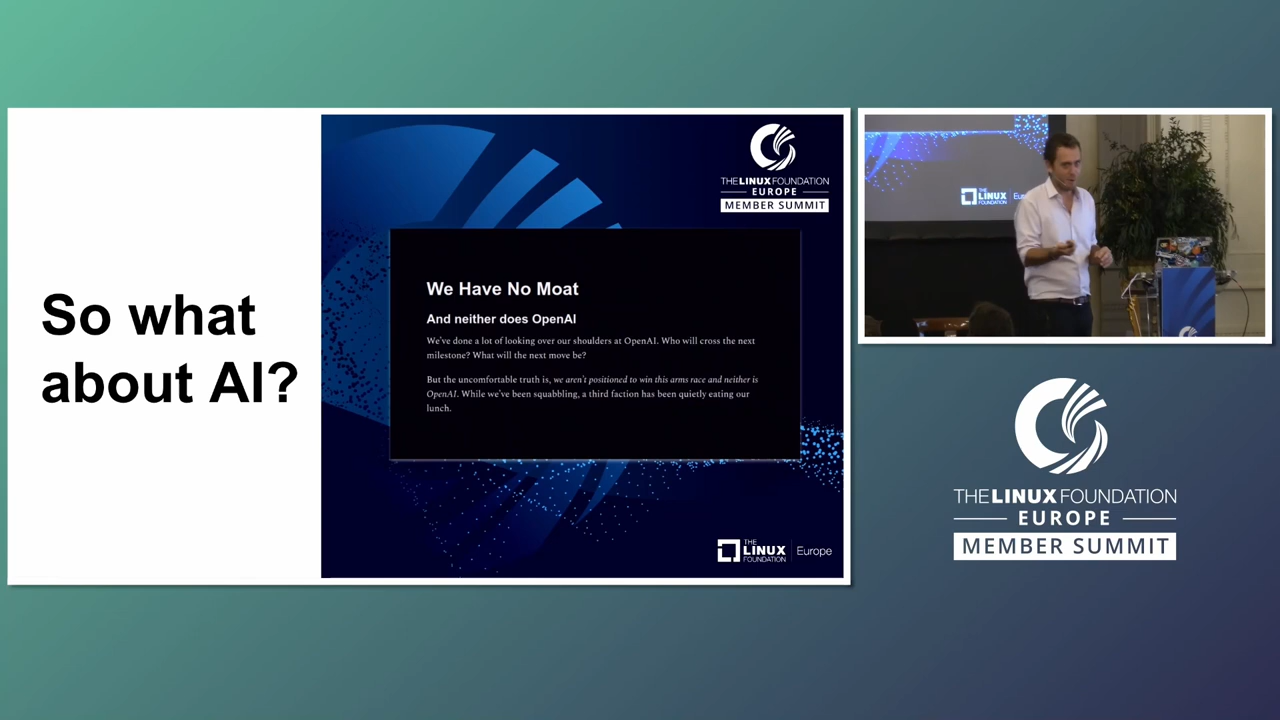 So what
about AI?
THE LINUX FOUNDATION
EUROPE
MEMBER SUMMIT
We Have No Moat
And neither does OpenAI
We've done a lot of looking over our shoulders at OpenAI. Who will cross the next
milestone? What will the next move be?
But the uncomfortable truth is, we aren't positioned to win this arms race and neither is
OpenAI. While we've been squabbling, a third faction has been quietly eating our
lunch.
THE
LINUX
FOUNDATION
Europe
THE
LINUX
FOUNDATION
Eu
THE LINUX FOUNDATION
EUROPE
MEMBER SUMMIT